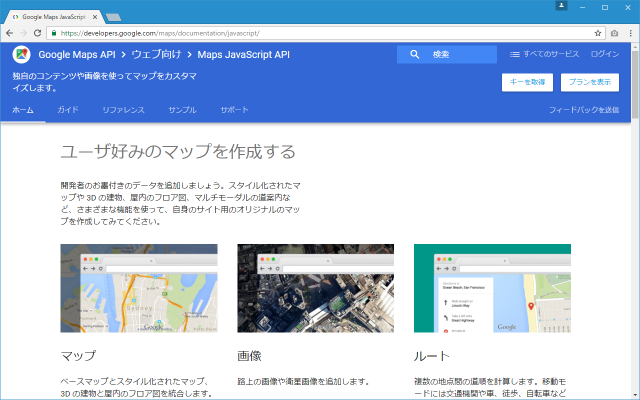 Google Maps JavaScript
https://developers.google.com/maps/documentation/javascript/
Google Maps API > ウェブ向け > Maps JavaScript API
検索
すべてのサービス
ログイン
独自のコンテンツや画像を使ってマップをカスタマ
イズします。
キーを取得
プランを表示
ホーム
ガイド
リファレンス
サンプル
サポート
フィードバックを送信
ユーザ好みのマップを作成する
開発者のお墨付きのデータを追加しましょう。スタイル化されたマ
ップや 3D の建物、屋内のフロア図、マルチモーダルの道案内な
ど、さまざまな機能を使って、自身のサイト用のオリジナルのマッ
プを作成してみてください。
Sydney
Google
Ocean Beach, San Francisco
Lincoln Way
Great Highway
Google
マップ
画像
ルート
ベースマップとスタイル化されたマップ、
3D の建物と屋内のフロア図を統合します。
路上の画像や衛星画像を追加します。
複数の地点間の道順を計算します。移動モ
ードには交通機関や車、徒歩、自転車など